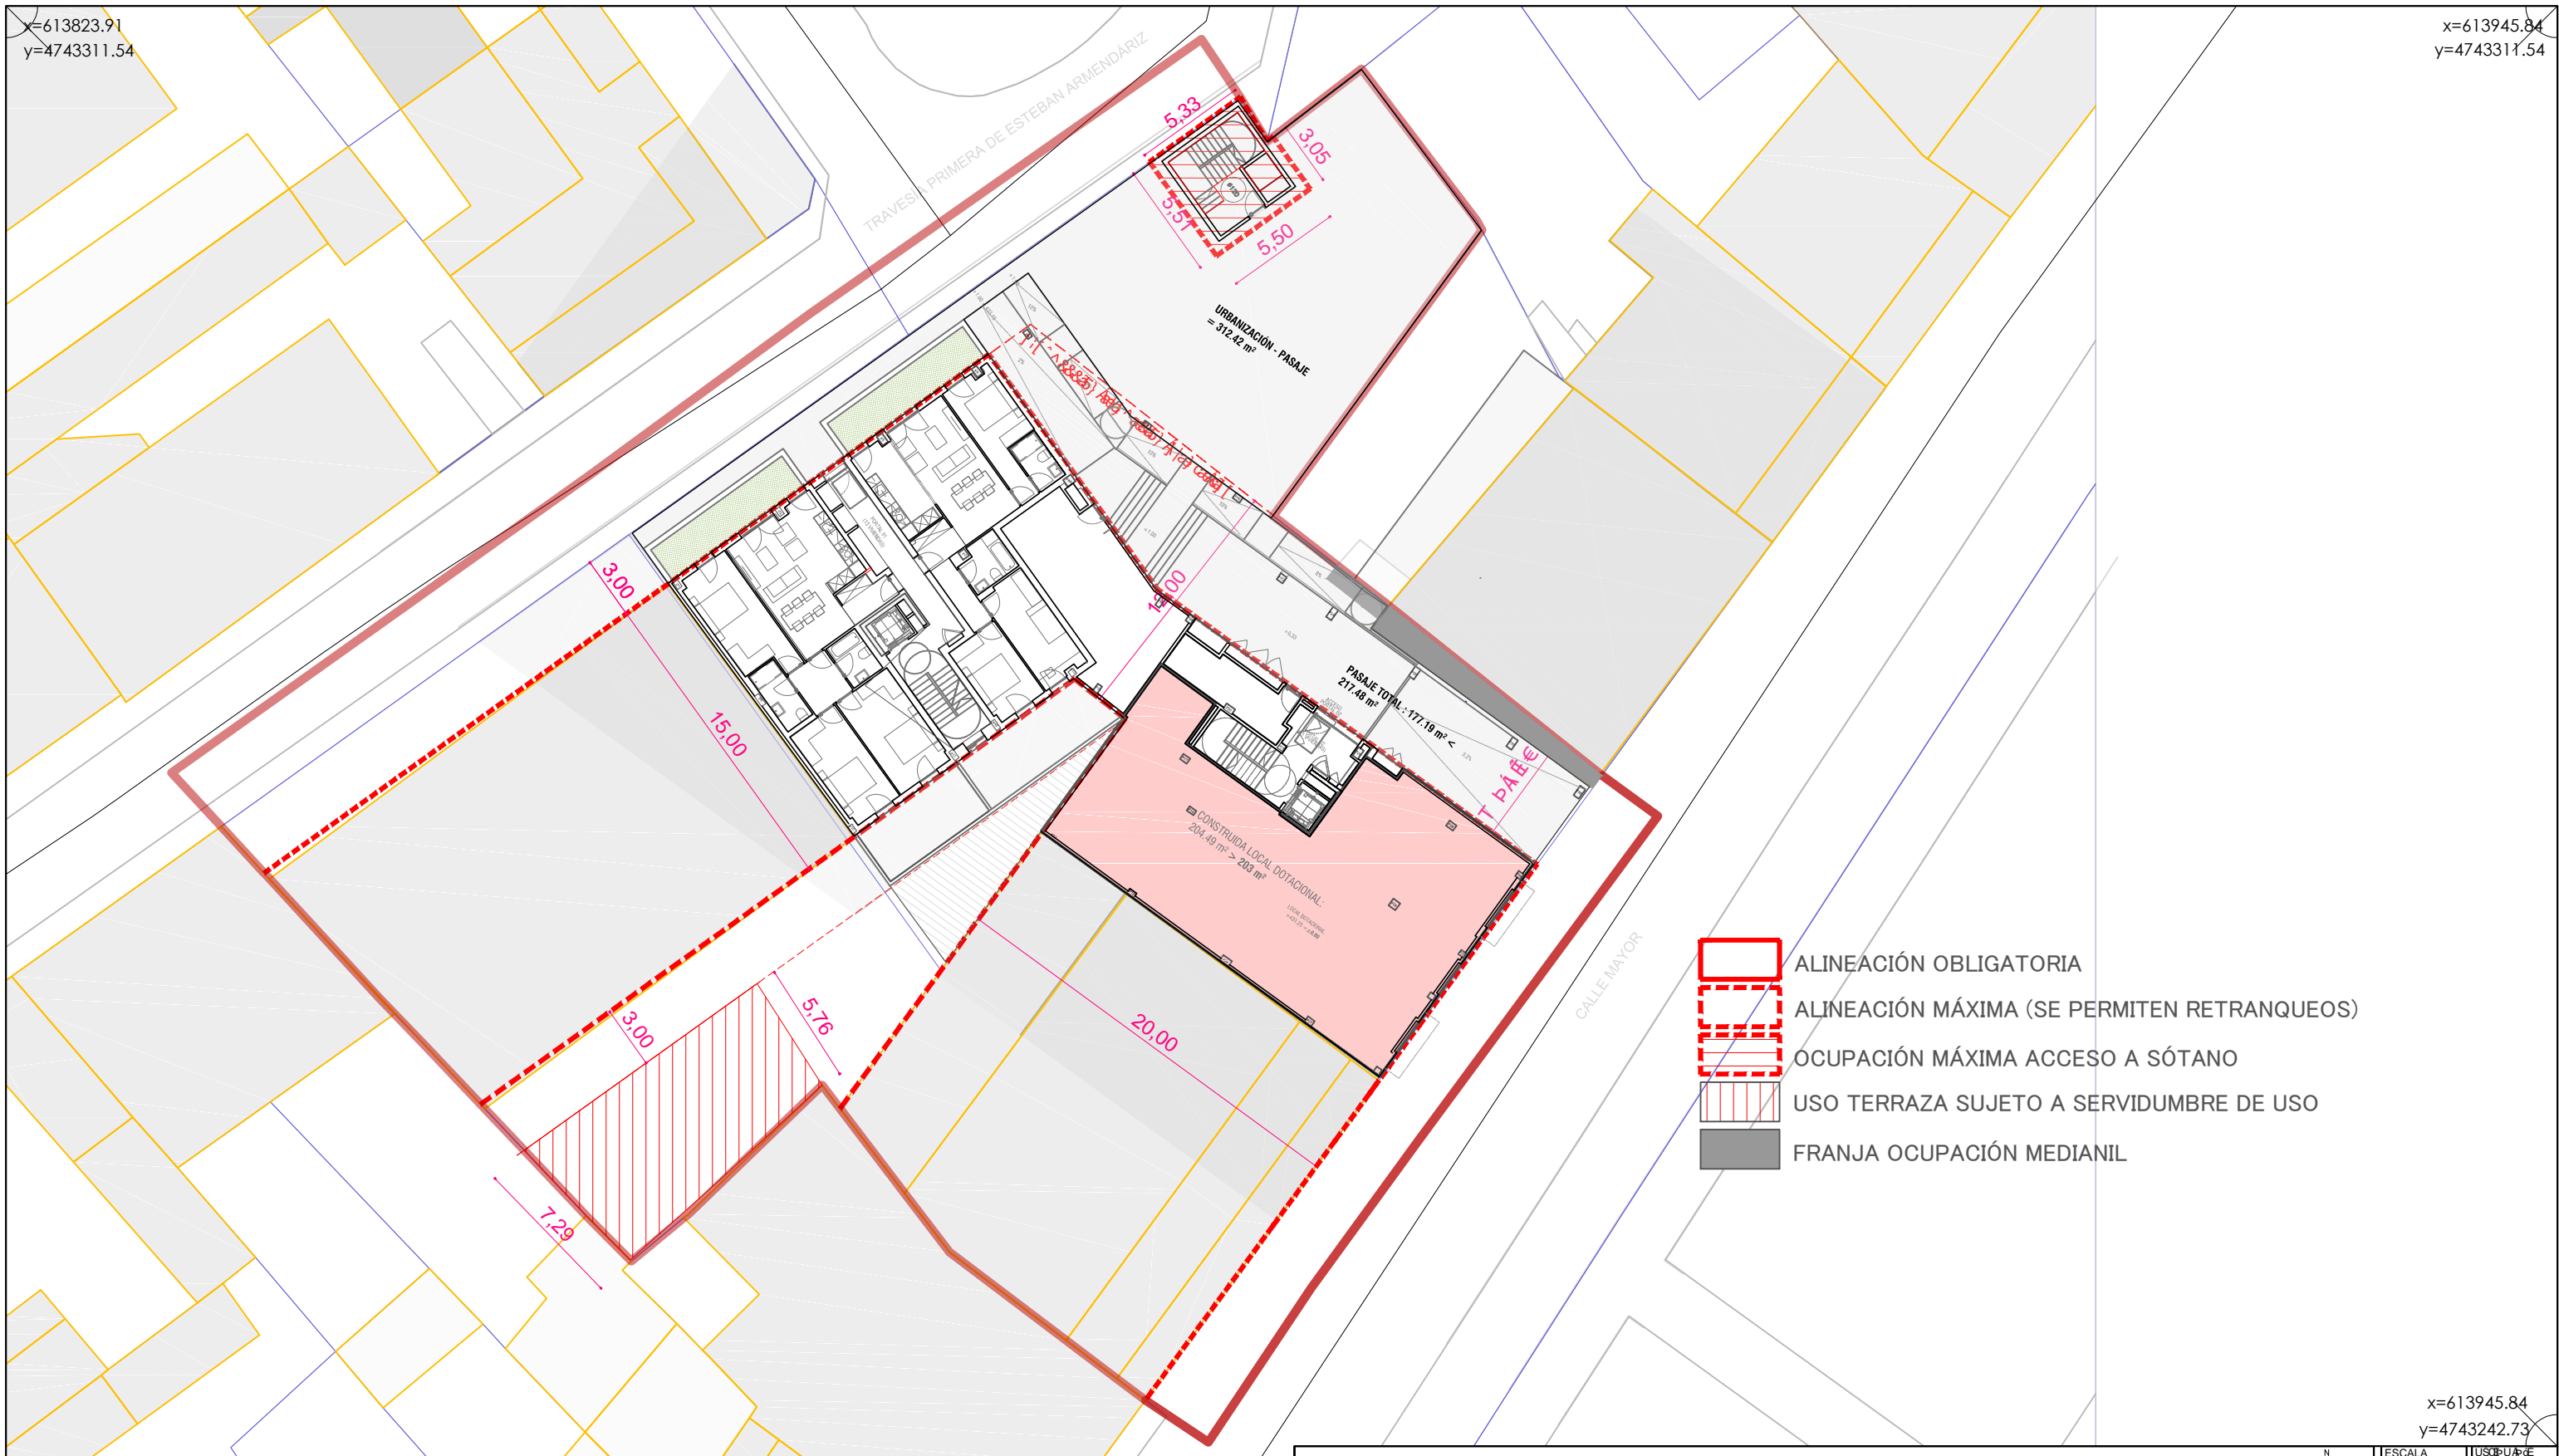 x=613823.91
y=4743311.54
x=613945.84
y=4743311.54
TRAVESIA PRIMERA DE ESTEBAN ARMENDÁRIZ
5,33
3,05
5,51
5,50
URBANIZACIÓN - PASAJE
= 312.42 m²
3,00
15,00
PASAJE TOTAL : 177.19 m² <
217.48 m²
CONSTRUIDA LOCAL DOTACIONAL:
204.49 m² > 203 m²
LOCAL DOTACIONAL
CALLE MAYOR
5,76
3,00
20,00
7,29
ALINEACIÓN OBLIGATORIA
ALINEACIÓN MÁXIMA (SE PERMITEN RETRANQUEOS)
OCUPACIÓN MÁXIMA ACCESO A SÓTANO
USO TERRAZA SUJETO A SERVIDUMBRE DE USO
FRANJA OCUPACIÓN MEDIANIL
x=613945.84
y=4743242.73
N
ESCALA